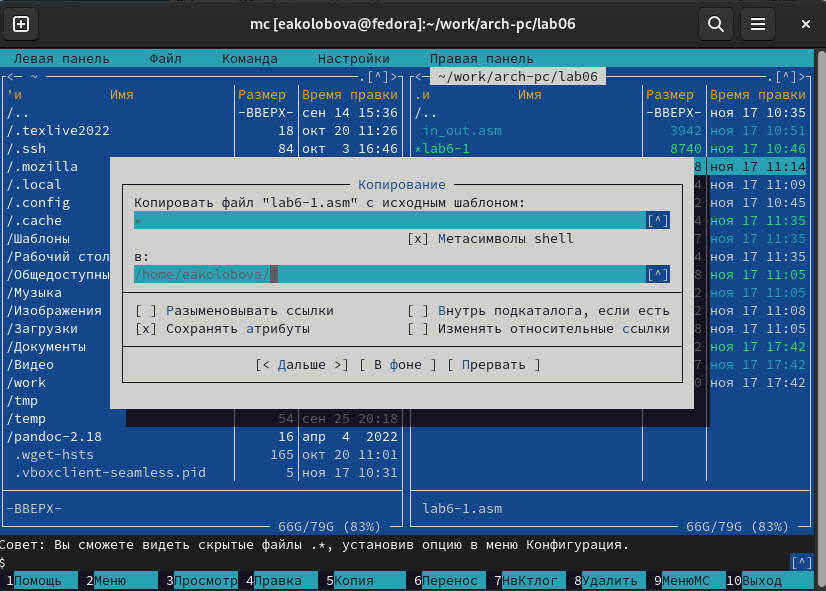 mc [eakolobova@fedora]:~/work/arch-pc/lab06
Левая панель Файл Команда Настройки Правая панель
<— ~ .[^]> <— ~/work/arch-pc/lab06 .[^]>
'и Имя Размер Время правки .и Имя Размер Время правки
/.. -ВВЕРХ- сен 14 15:36 /.. -ВВЕРХ- ноя 17 10:35
/.texlive2022 18 окт 20 11:26 in_out.asm 3942 ноя 17 10:51
/.ssh 84 окт 3 16:46 *lab6-1 8740 ноя 17 10:46
/.mozilla 8 ноя 17 11:14
/.local 4 ноя 17 11:09
/.config 2 ноя 17 10:45
/.cache 4 ноя 17 11:35
/Шаблоны 7 ноя 17 11:35
/Рабочий стол 4 ноя 17 11:35
/Общедоступны 8 ноя 17 11:05
/Музыка 2 ноя 17 11:05
/Изображения 2 ноя 17 11:08
/Загрузки 8 ноя 17 11:05
/Документы 2 ноя 17 17:42
/Видео 4 ноя 17 17:42
/work 0 ноя 17 17:42
/tmp
/temp 54 сен 25 20:18
/pandoc-2.18 16 апр 4 2022
.wget-hsts 165 окт 20 11:01
.vboxclient-seamless.pid 5 ноя 17 10:31
Копирование
Копировать файл "lab6-1.asm" с исходным шаблоном:
* [^]
[x] Метасимволы shell
в:
/home/eakolobova/ [^]
[ ] Разыменовывать ссылки [ ] Внутрь подкаталога, если есть
[x] Сохранять атрибуты [ ] Изменять относительные ссылки
[< Дальше >] [ В фоне ] [ Прервать ]
-ВВЕРХ- lab6-1.asm
66G/79G (83%) 66G/79G (83%)
Совет: Вы сможете видеть скрытые файлы .*, установив опцию в меню Конфигурация.
$ [^]
1Помощь 2Меню 3Просмотр 4Правка 5Копия 6Перенос 7НвКтлог 8Удалить 9МенюMC 10Выход